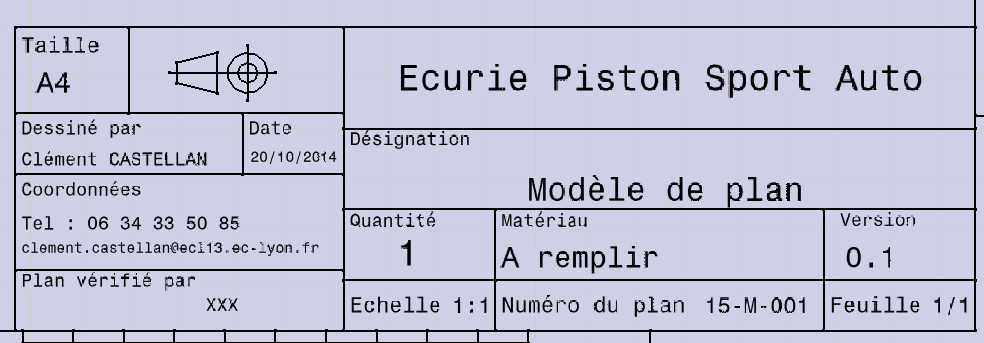 Taille
A4
Ecurie Piston Sport Auto
Dessiné par
Clément CASTELLAN
Date
20/10/2014
Désignation
Modèle de plan
Coordonnées
Tel : 06 34 33 50 85
clement.castellan@ecl13.ec-lyon.fr
Quantité
1
Matériau
A remplir
Version
0.1
Plan vérifié par
XXX
Echelle 1:1
Numéro du plan 15-M-001
Feuille 1/1